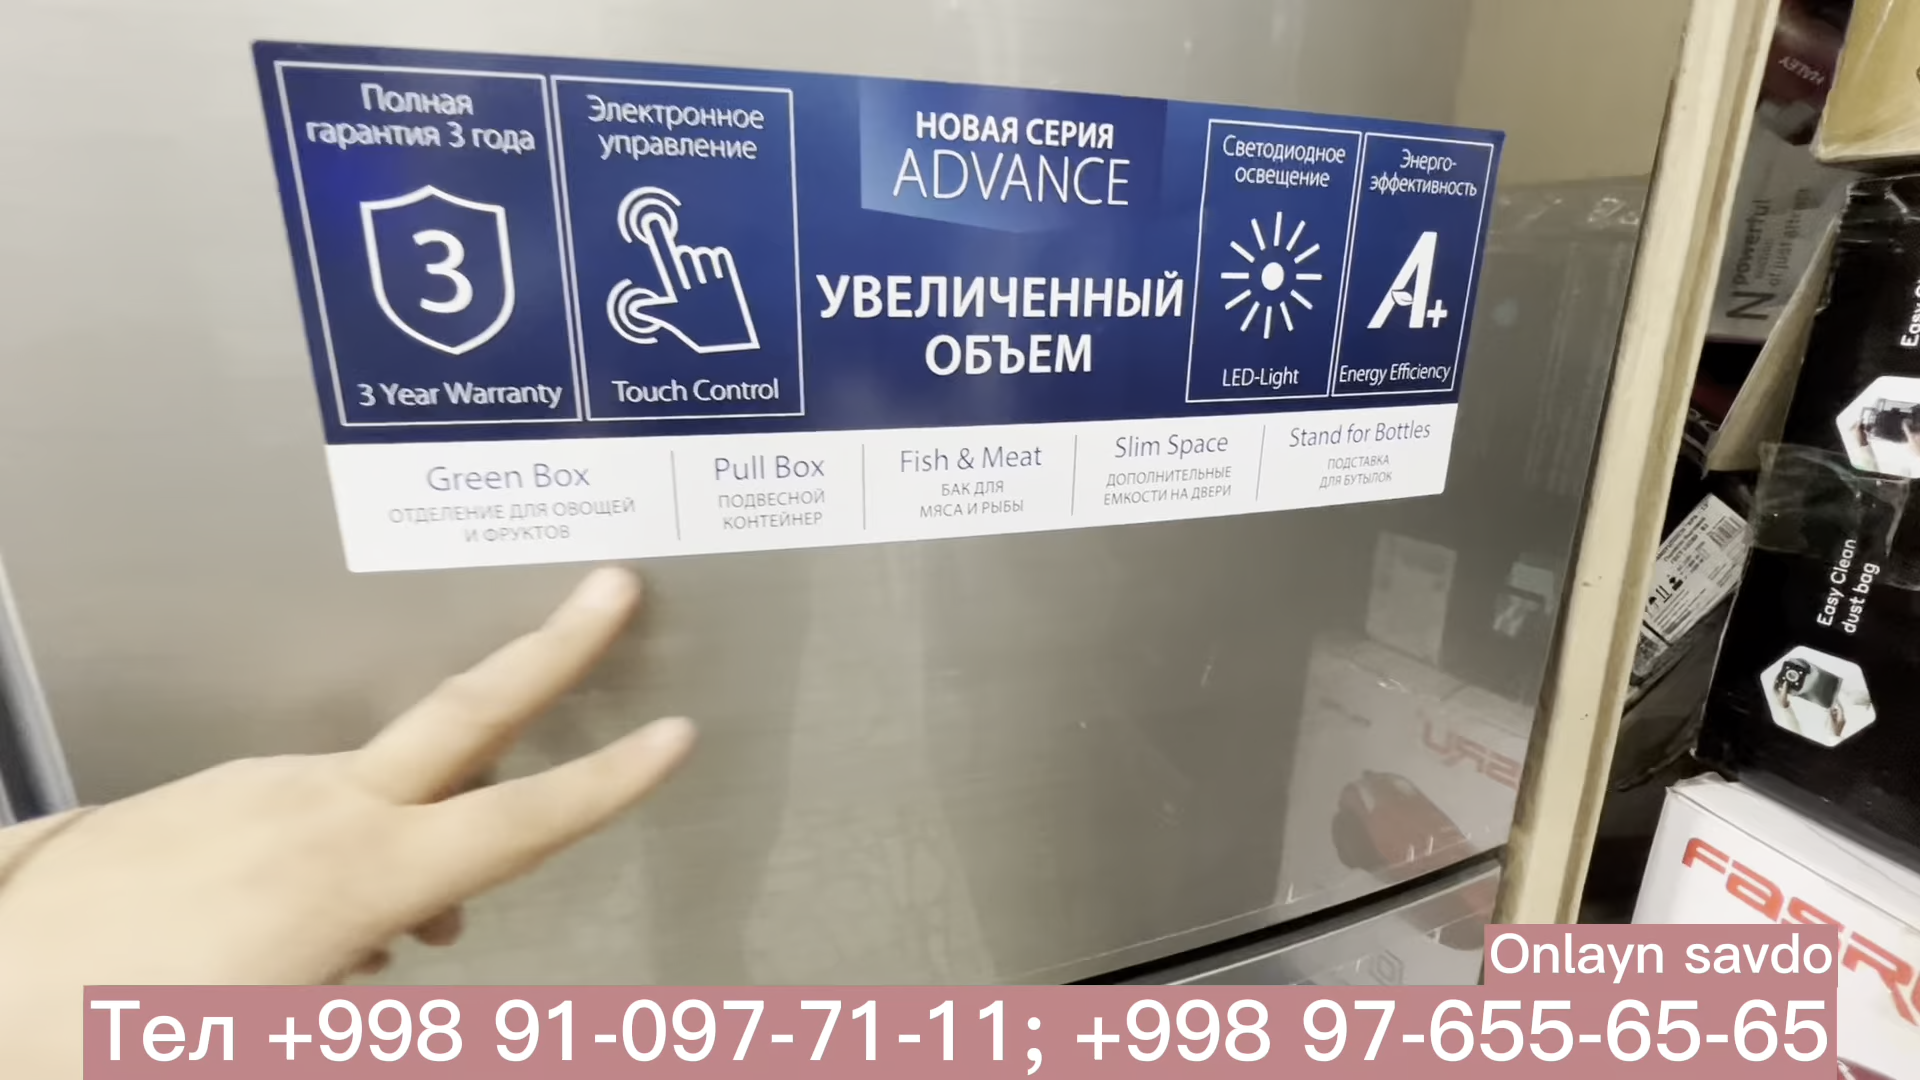 Полная
гарантия 3 года
3
3 Year Warranty
Электронное
управление
Touch Control
НОВАЯ СЕРИЯ
ADVANCE
УВЕЛИЧЕННЫЙ
ОБЪЕМ
Светодиодное
освещение
LED-Light
Энерго-
эффективность
A+
Energy Efficiency
Green Box
ОТДЕЛЕНИЕ ДЛЯ ОВОЩЕЙ
И ФРУКТОВ
Pull Box
ПОДВЕСНОЙ
КОНТЕЙНЕР
Fish & Meat
БАК ДЛЯ
МЯСА И РЫБЫ
Slim Space
ДОПОЛНИТЕЛЬНЫЕ
ЕМКОСТИ НА ДВЕРИ
Stand for Bottles
ПОДСТАВКА
ДЛЯ БУТЫЛОК
powerful
Easy
Easy Clean
dust bag
Onlayn savdo
Тел +998 91-097-71-11; +998 97-655-65-65